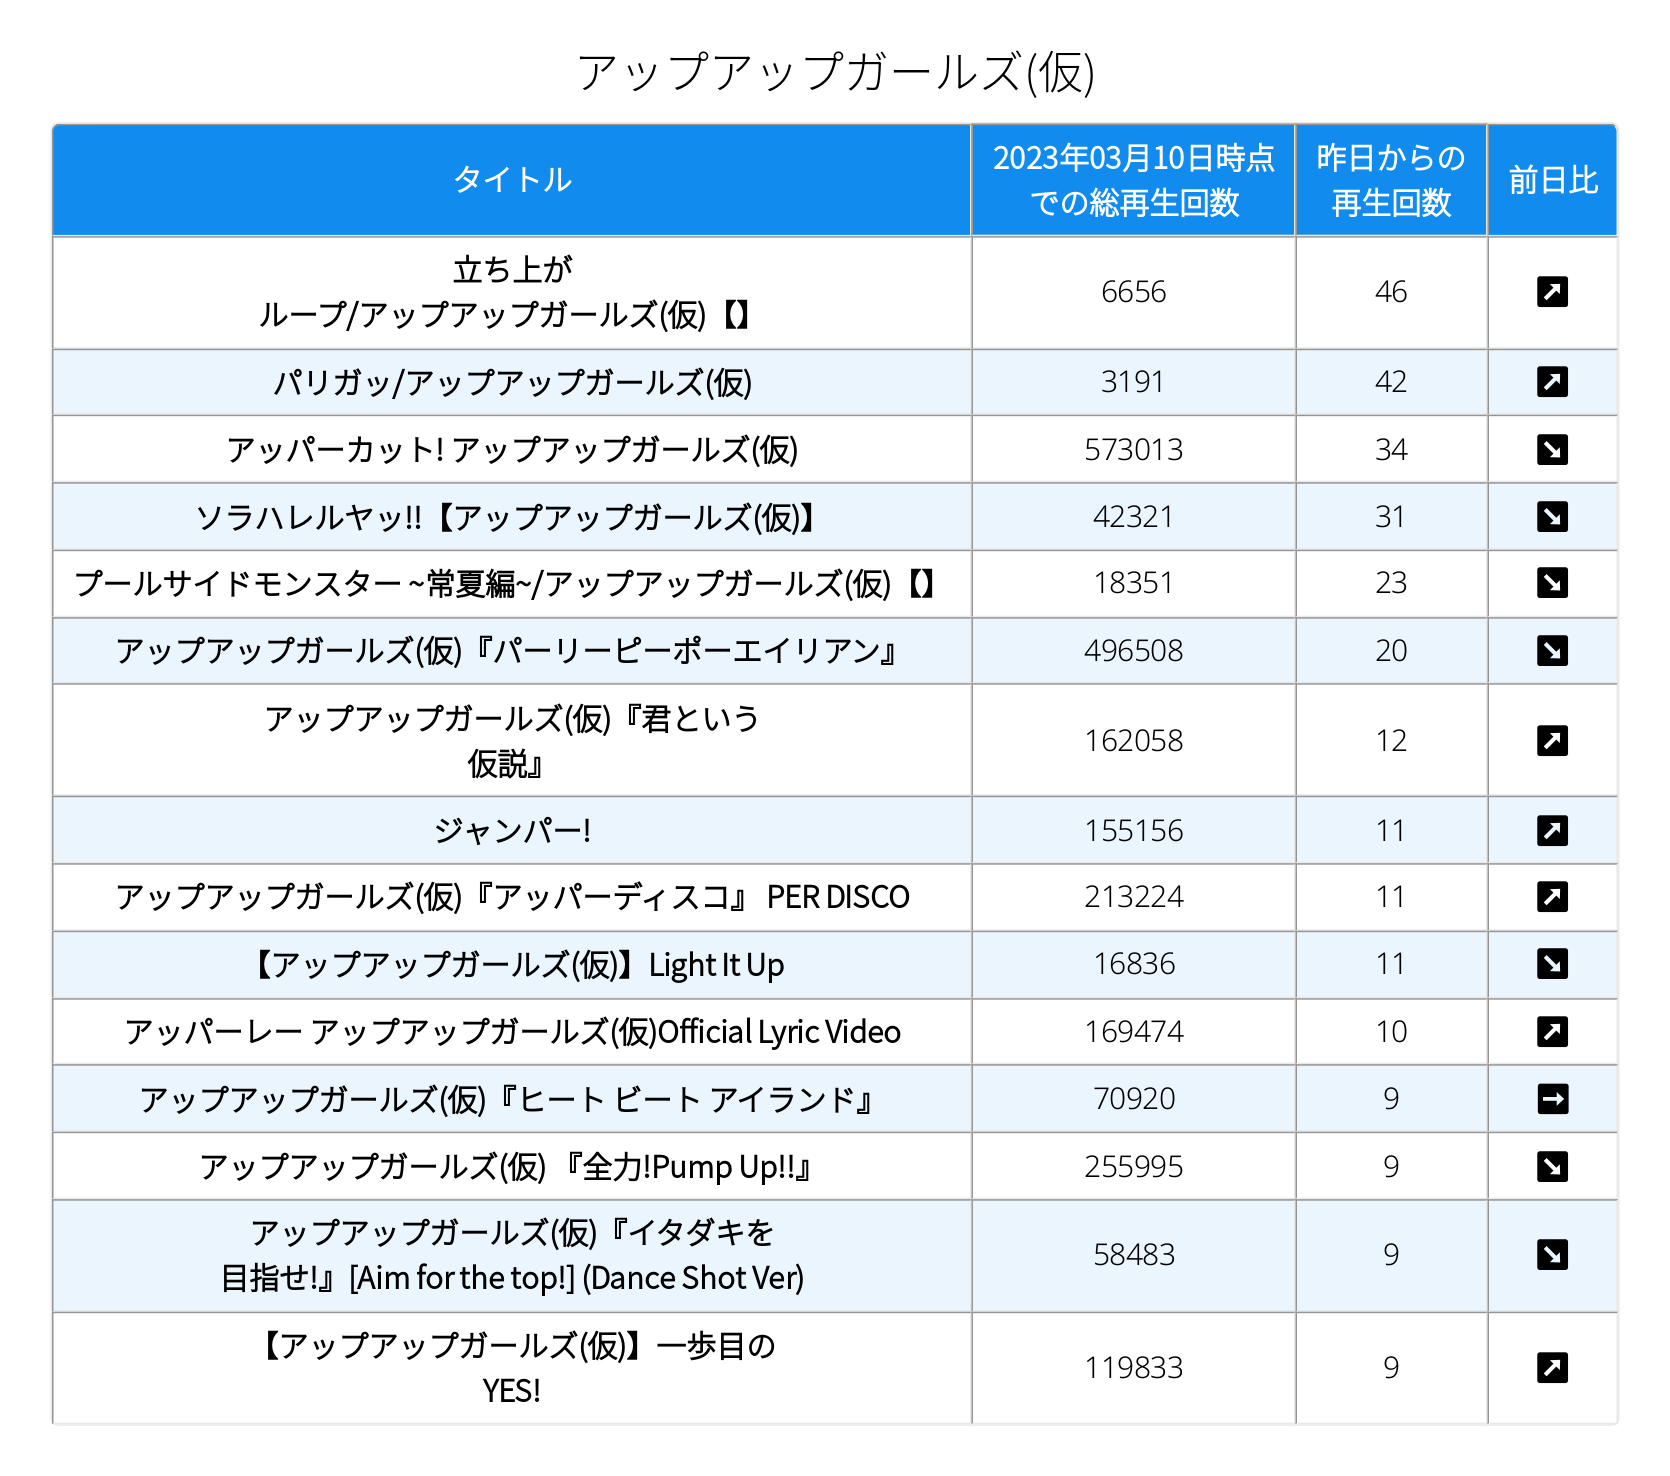 アップアップガールズ(仮)
タイトル
2023年03月10日時点
での総再生回数
昨日からの
再生回数
前日比
立ち上が
ループ/アップアップガールズ(仮)【】
6656
46
パリガッ/アップアップガールズ(仮)
3191
42
アッパーカット! アップアップガールズ(仮)
573013
34
ソラハレルヤッ!!【アップアップガールズ(仮)】
42321
31
プールサイドモンスター ~常夏編~/アップアップガールズ(仮)【】
18351
23
アップアップガールズ(仮)『パーリーピーポーエイリアン』
496508
20
アップアップガールズ(仮)『君という
仮説』
162058
12
ジャンパー!
155156
11
アップアップガールズ(仮)『アッパーディスコ』 PER DISCO
213224
11
【アップアップガールズ(仮)】Light It Up
16836
11
アッパーレー アップアップガールズ(仮)Official Lyric Video
169474
10
アップアップガールズ(仮)『ヒート ビート アイランド』
70920
9
アップアップガールズ(仮) 『全力!Pump Up!!』
255995
9
アップアップガールズ(仮)『イタダキを
目指せ!』[Aim for the top!] (Dance Shot Ver)
58483
9
【アップアップガールズ(仮)】一歩目の
YES!
119833
9